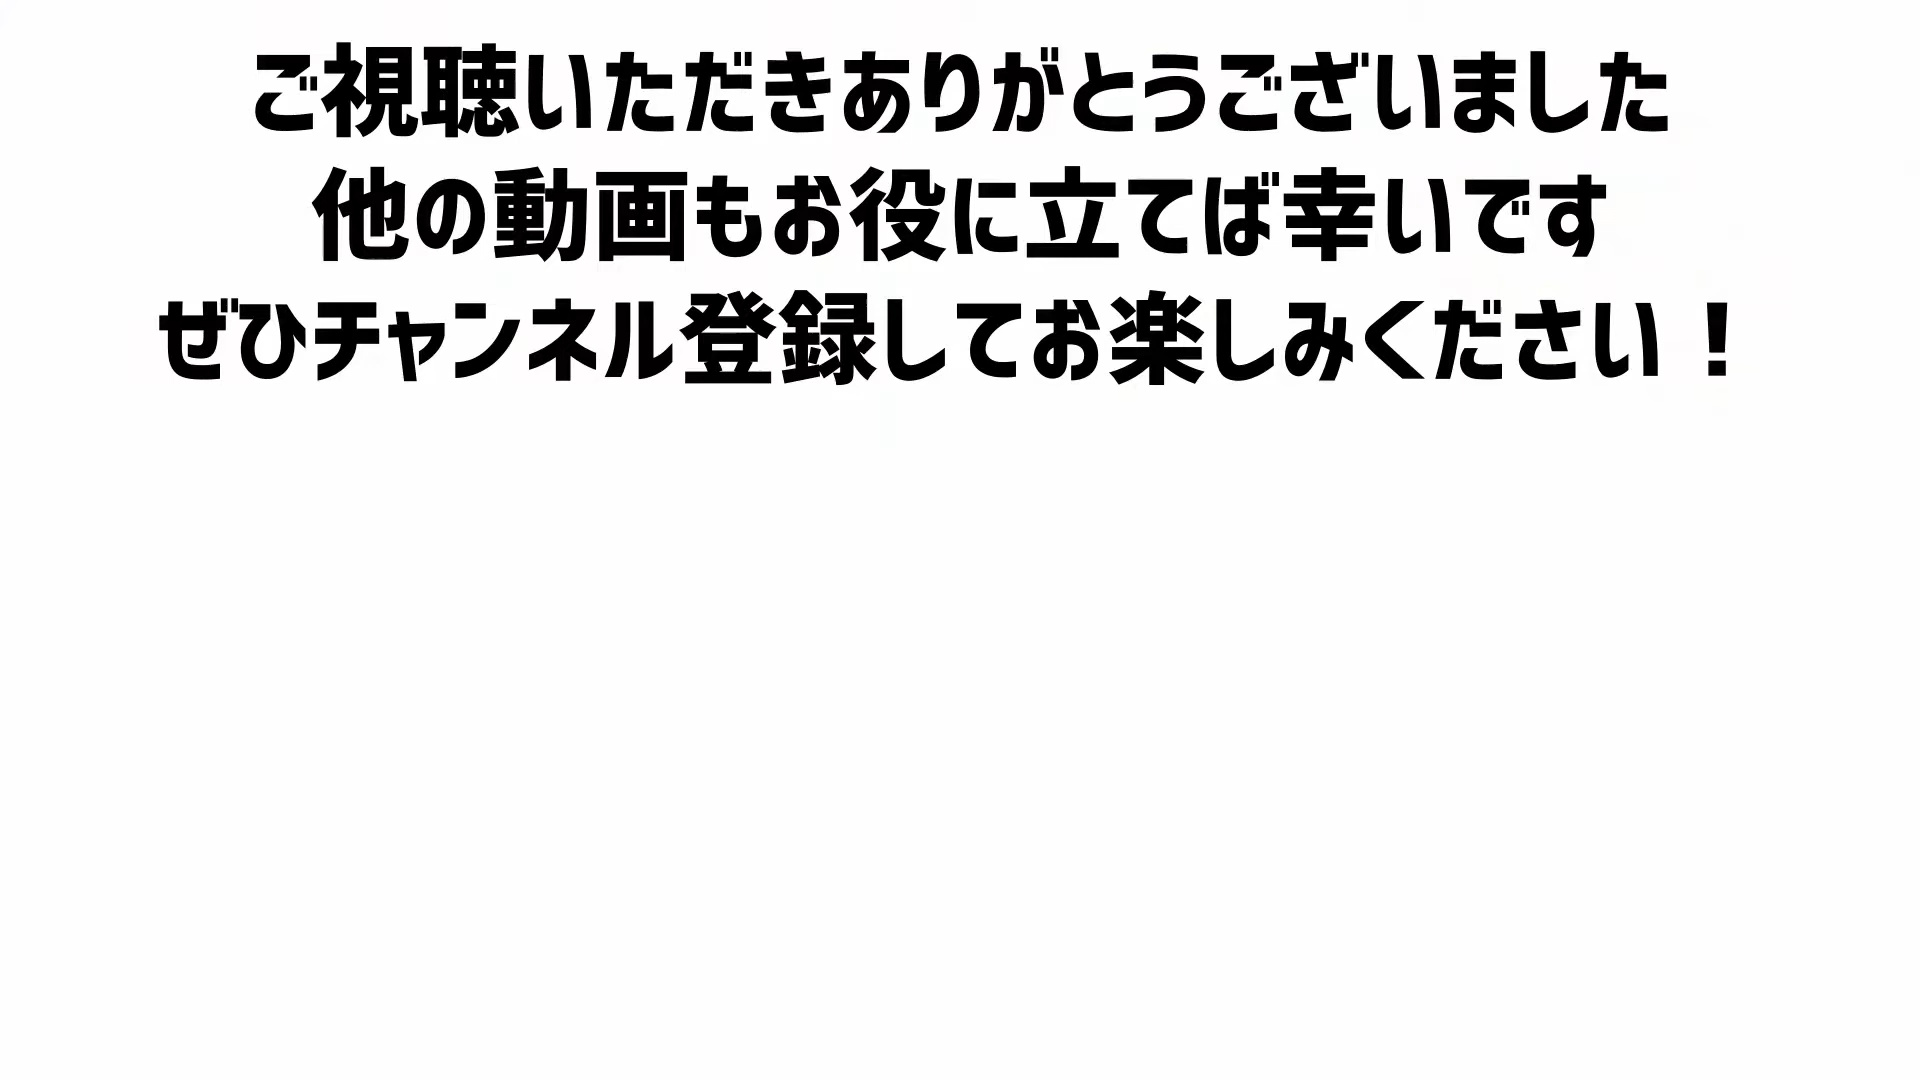 ご視聴いただきありがとうございました
他の動画もお役に立てば幸いです
ぜひチャンネル登録してお楽しみください！